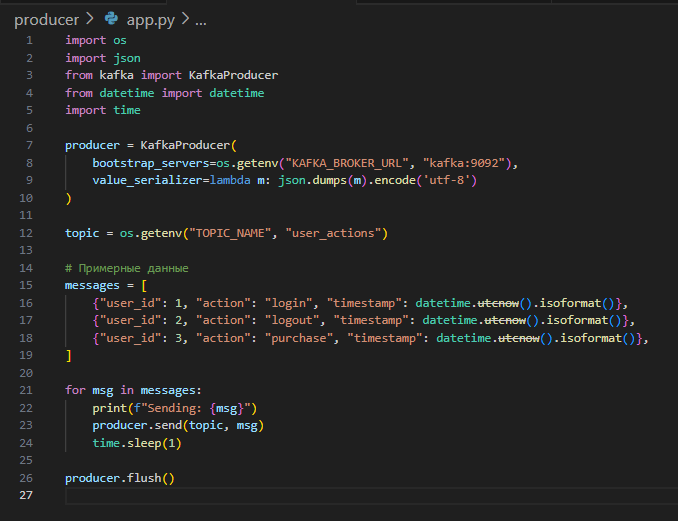 producer > app.py > ...
1 import os
2 import json
3 from kafka import KafkaProducer
4 from datetime import datetime
5 import time
6
7 producer = KafkaProducer(
8     bootstrap_servers=os.getenv("KAFKA_BROKER_URL", "kafka:9092"),
9     value_serializer=lambda m: json.dumps(m).encode('utf-8')
10 )
11
12 topic = os.getenv("TOPIC_NAME", "user_actions")
13
14 # Примерные данные
15 messages = [
16     {"user_id": 1, "action": "login", "timestamp": datetime.utcnow().isoformat()},
17     {"user_id": 2, "action": "logout", "timestamp": datetime.utcnow().isoformat()},
18     {"user_id": 3, "action": "purchase", "timestamp": datetime.utcnow().isoformat()},
19 ]
20
21 for msg in messages:
22     print(f"Sending: {msg}")
23     producer.send(topic, msg)
24     time.sleep(1)
25
26 producer.flush()
27